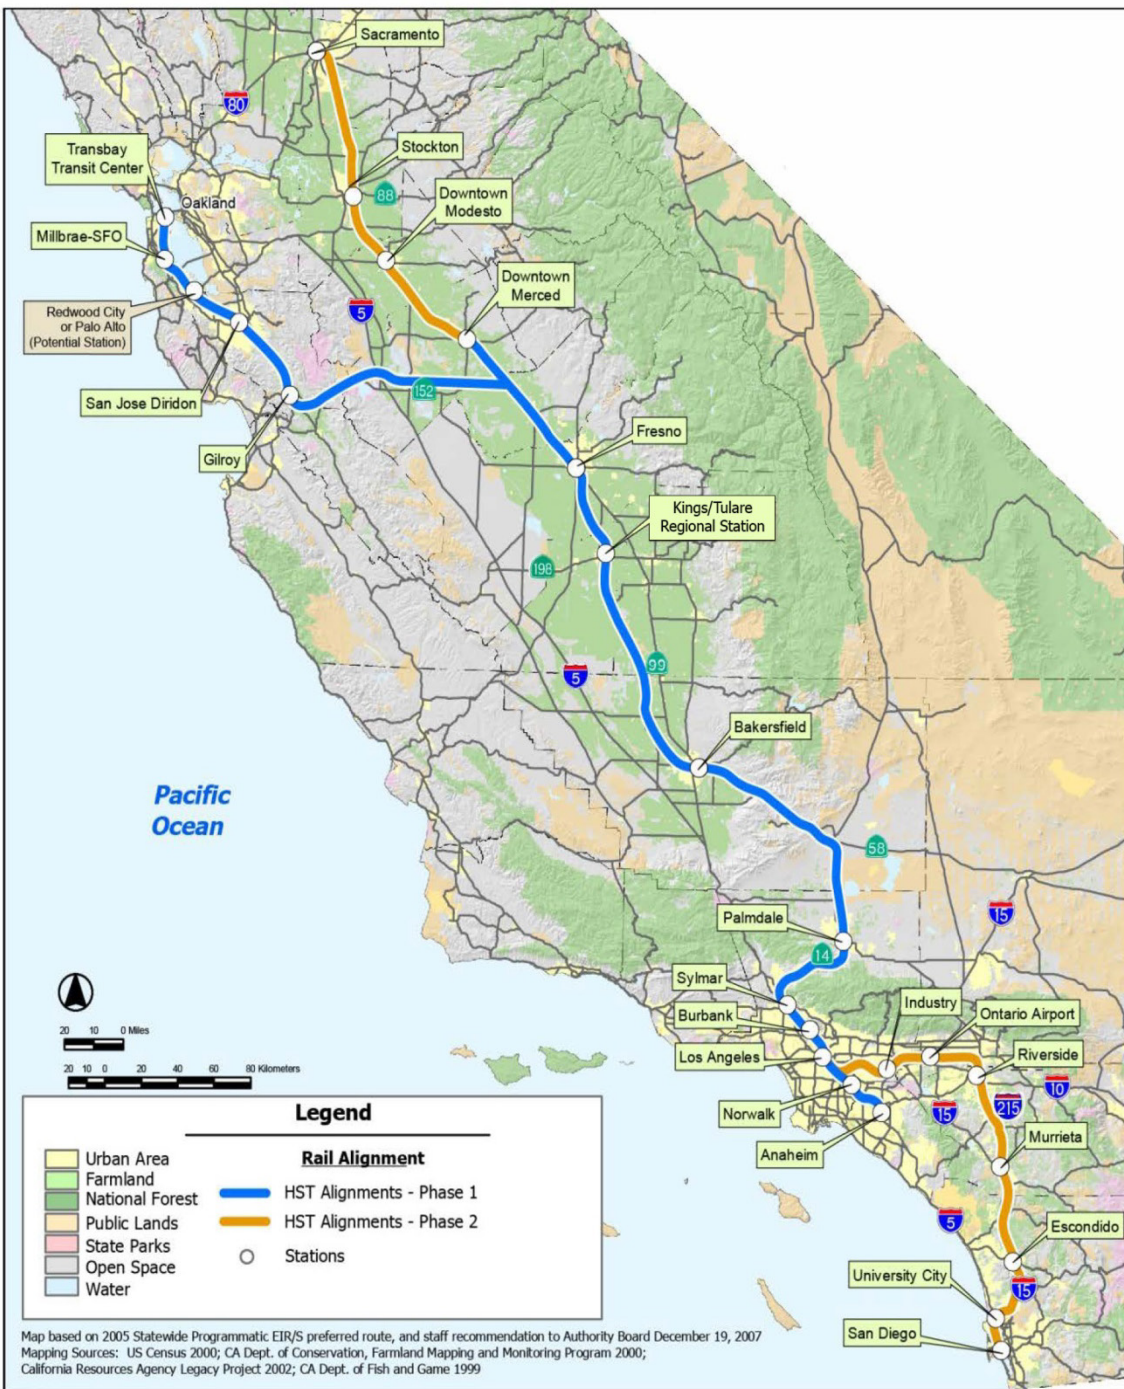 Sacramento
80
Transbay
Transit Center
Stockton
88
Oakland
Downtown
Modesto
Millbrae-SFO
Downtown
Merced
Redwood City
or Palo Alto
(Potential Station)
5
152
San Jose Diridon
Fresno
Gilroy
Kings/Tulare
Regional Station
198
99
5
Bakersfield
Pacific
Ocean
58
Palmdale
15
14
Sylmar
Industry
Ontario Airport
Burbank
Los Angeles
Riverside
10
215
Norwalk
15
Anaheim
Murrieta
5
Escondido
University City
15
San Diego
20 10 0 Miles
20 10 0 20 40 60 80 Kilometers
Legend
Urban Area
Farmland
National Forest
Public Lands
State Parks
Open Space
Water
Rail Alignment
HST Alignments - Phase 1
HST Alignments - Phase 2
Stations
Map based on 2005 Statewide Programmatic EIR/S preferred route, and staff recommendation to Authority Board December 19, 2007
Mapping Sources: US Census 2000; CA Dept. of Conservation, Farmland Mapping and Monitoring Program 2000;
California Resources Agency Legacy Project 2002; CA Dept. of Fish and Game 1999